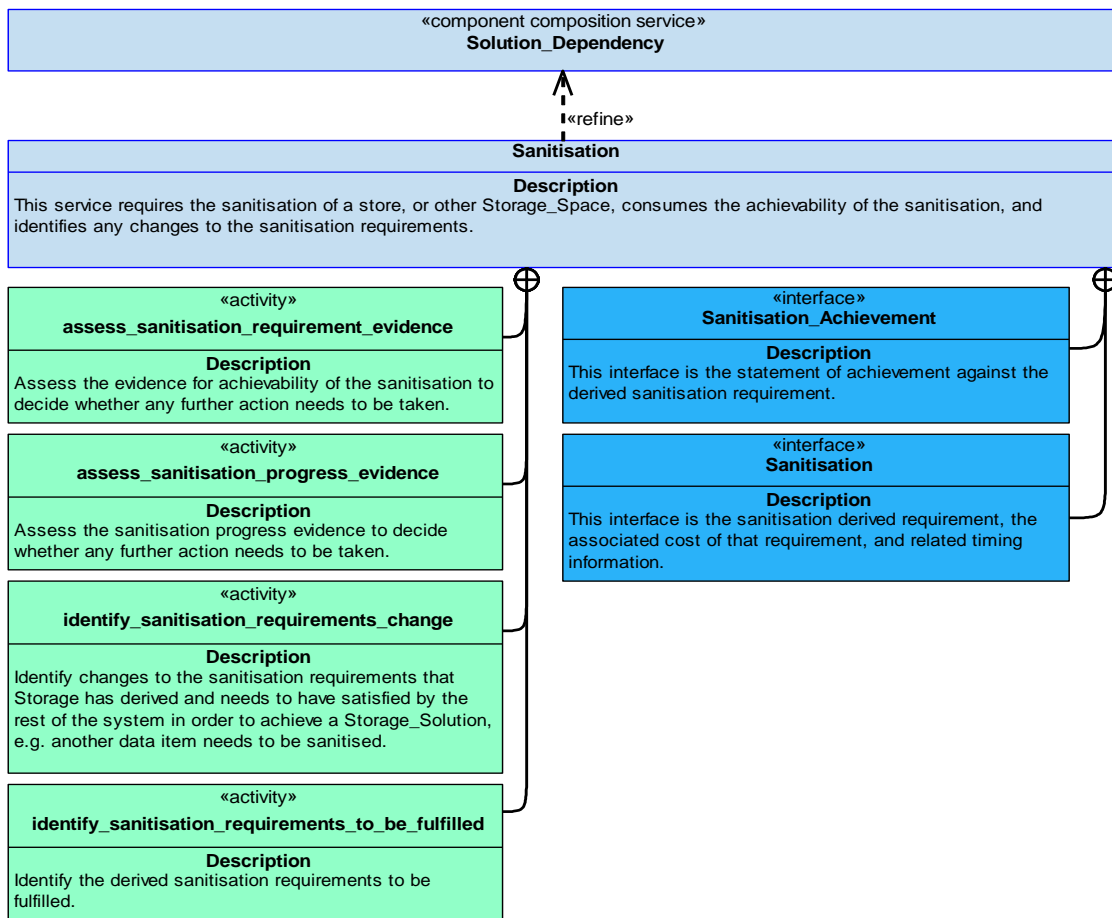 «component composition service»
Solution_Dependency
«refine»
Sanitisation
Description
This service requires the sanitisation of a store, or other Storage_Space, consumes the achievability of the sanitisation, and
identifies any changes to the sanitisation requirements.
«activity»
assess_sanitisation_requirement_evidence
Description
Assess the evidence for achievability of the sanitisation to
decide whether any further action needs to be taken.
«activity»
assess_sanitisation_progress_evidence
Description
Assess the sanitisation progress evidence to decide
whether any further action needs to be taken.
«activity»
identify_sanitisation_requirements_change
Description
Identify changes to the sanitisation requirements that
Storage has derived and needs to have satisfied by the
rest of the system in order to achieve a Storage_Solution,
e.g. another data item needs to be sanitised.
«activity»
identify_sanitisation_requirements_to_be_fulfilled
Description
Identify the derived sanitisation requirements to be
fulfilled.
«interface»
Sanitisation_Achievement
Description
This interface is the statement of achievement against the
derived sanitisation requirement.
«interface»
Sanitisation
Description
This interface is the sanitisation derived requirement, the
associated cost of that requirement, and related timing
information.